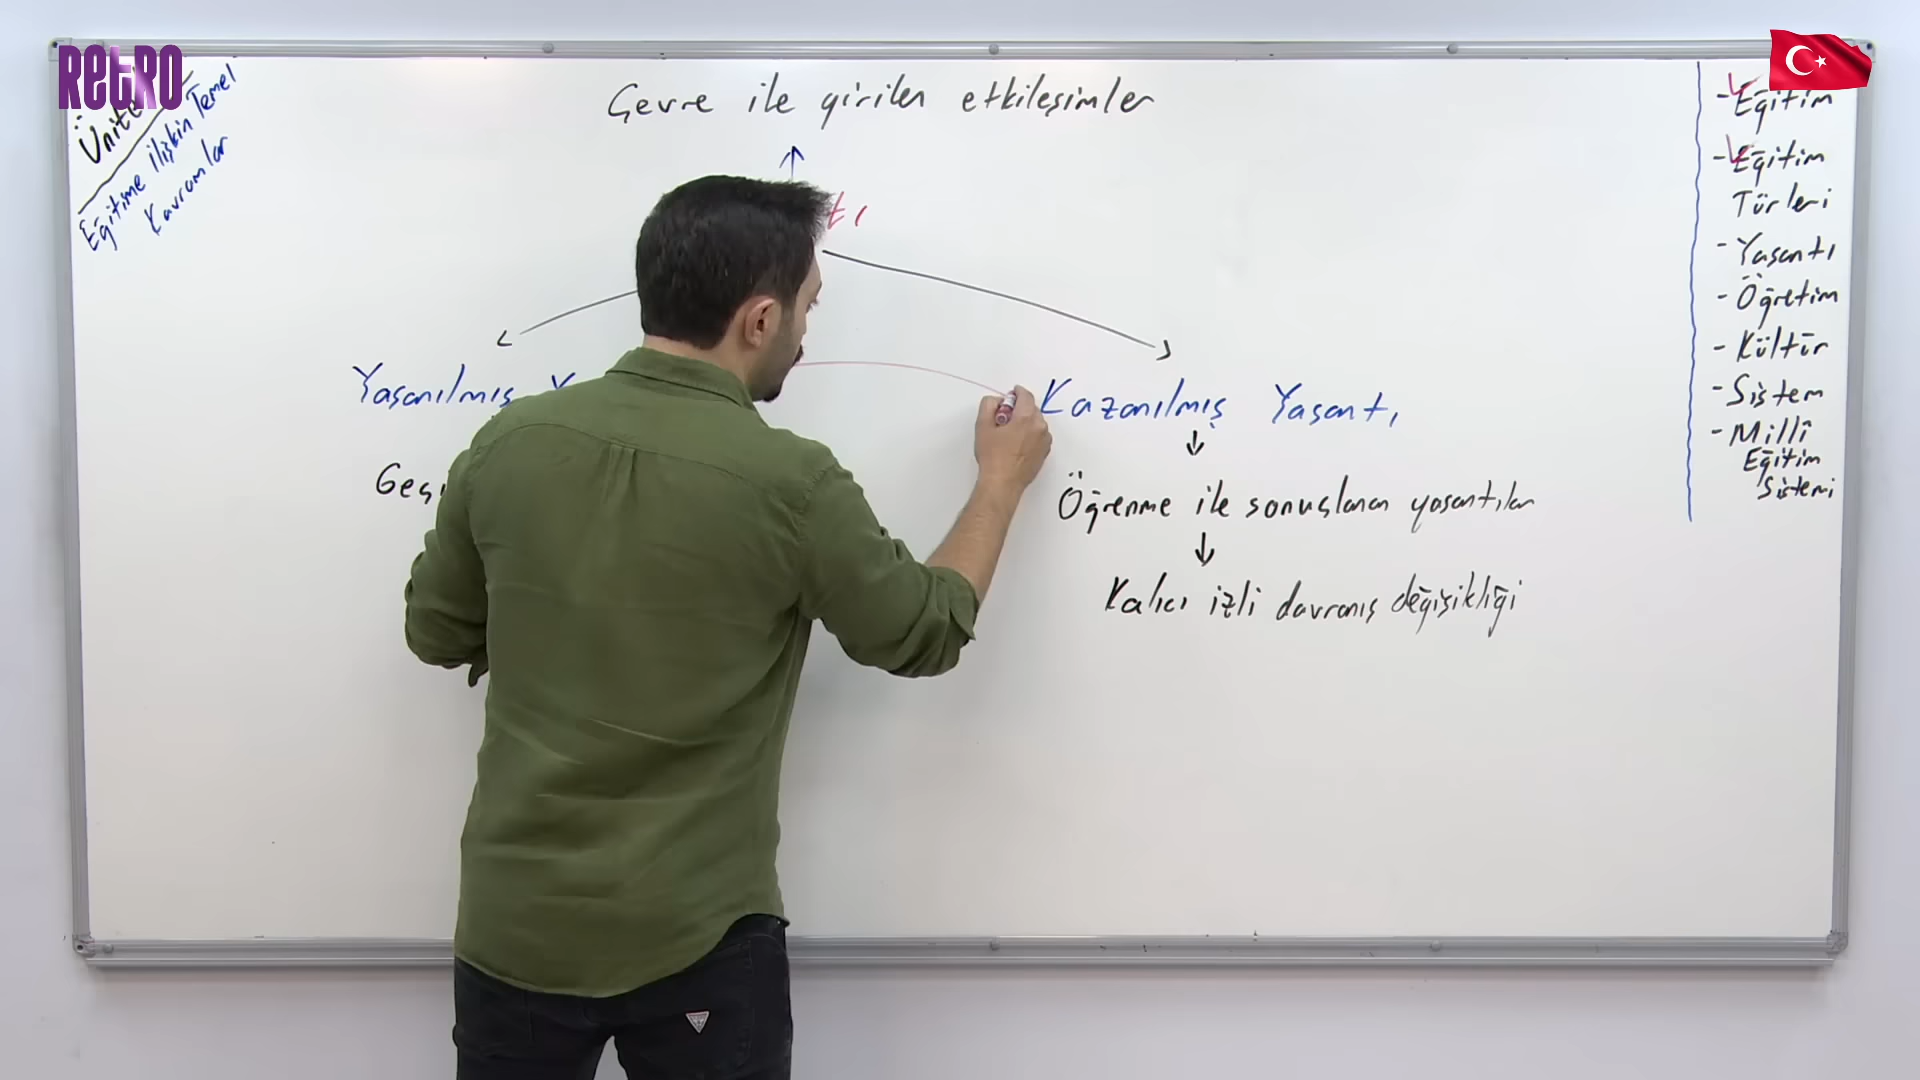 RETRO
Ünite
Eğitime İlişkin Temel
Kavramlar
Çevre ile girilen etkileşimler
Yaşanılmış
Kazanılmış Yaşantı
Öğrenme ile sonuçlanan yaşantılar
Kalıcı izli davranış değişikliği
- Eğitim
- Eğitim
Türleri
- Yaşantı
- Öğretim
- Kültür
- Sistem
- Millî
Eğitim
Sistemi